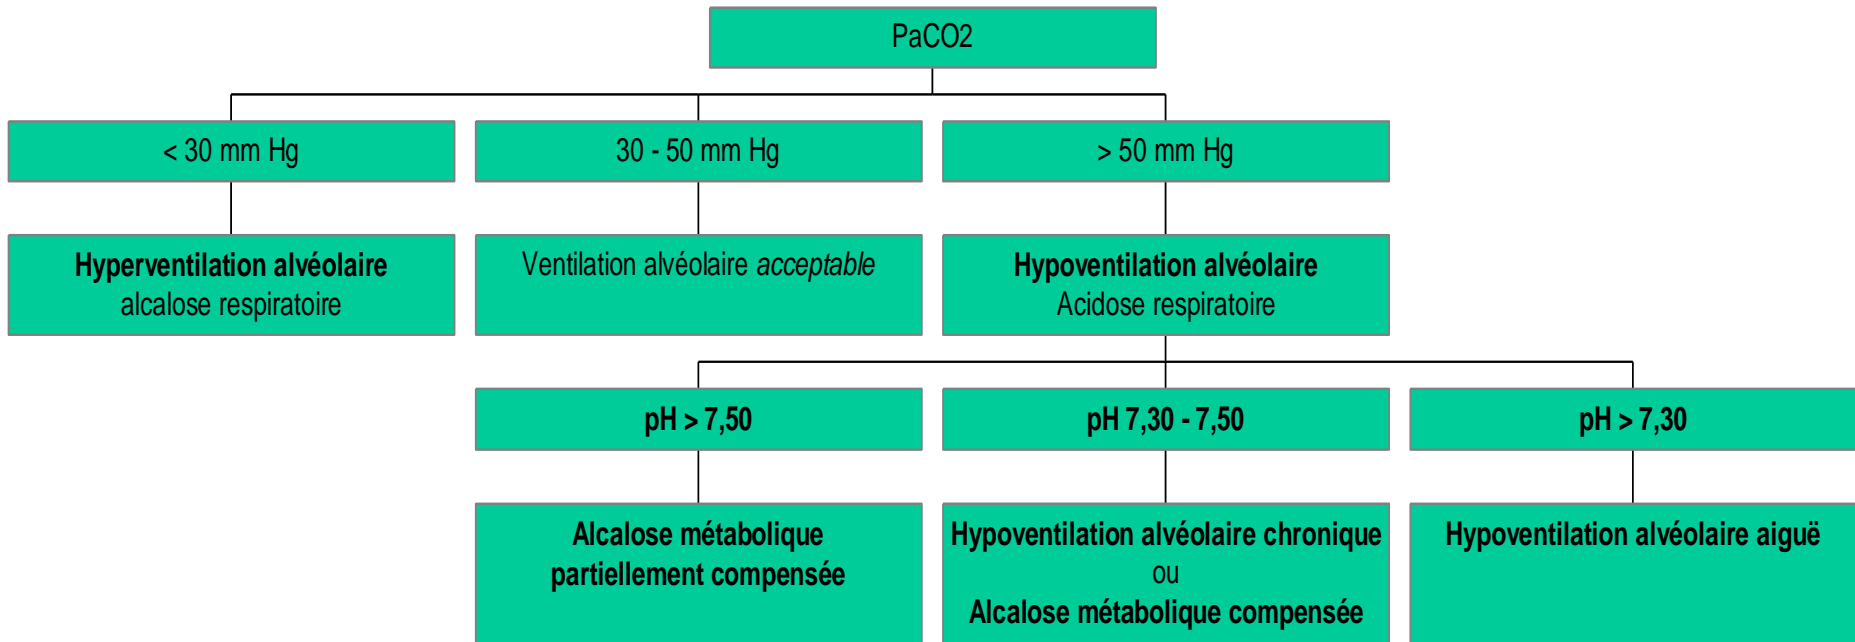 PaCO2
< 30 mm Hg
30 - 50 mm Hg
> 50 mm Hg
Hyperventilation alvéolaire
alcalose respiratoire
Ventilation alvéolaire acceptable
Hypoventilation alvéolaire
Acidose respiratoire
pH > 7,50
pH 7,30 - 7,50
pH > 7,30
Alcalose métabolique
partiellement compensée
Hypoventilation alvéolaire chronique
ou
Alcalose métabolique compensée
Hypoventilation alvéolaire aiguë